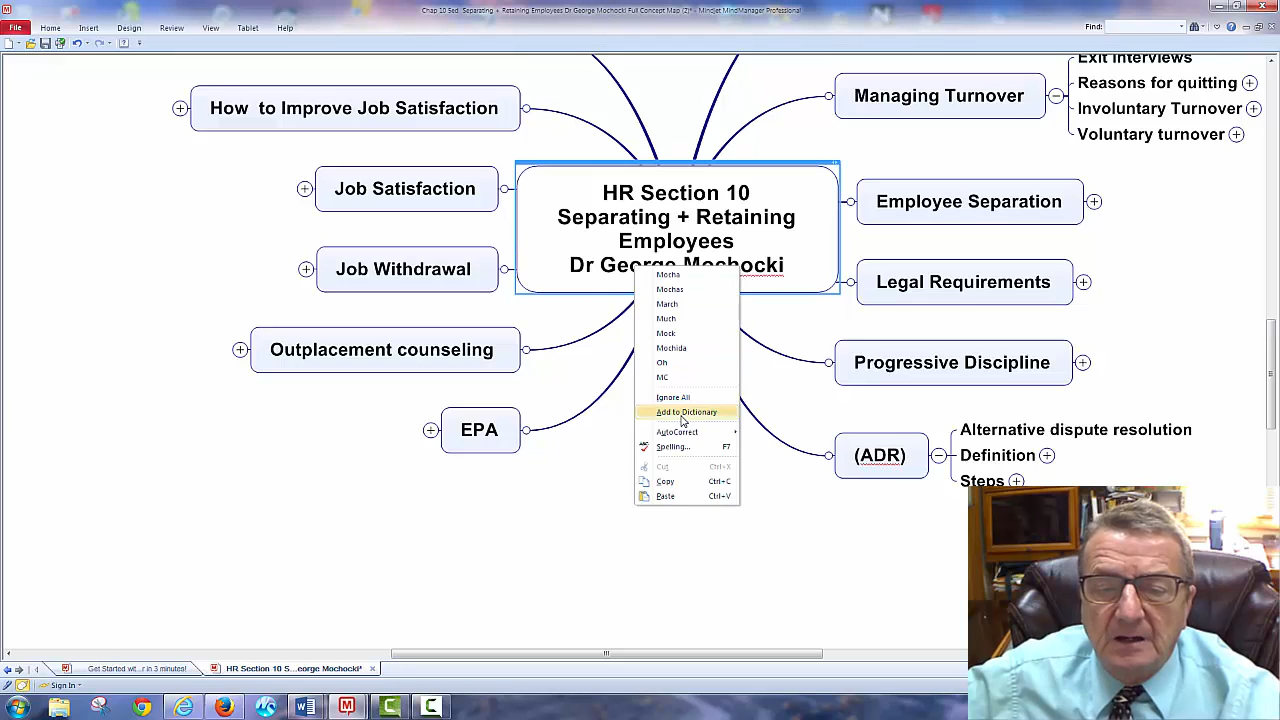 Chap 10 Sec Separating + Retaining Employees Dr George Mochocki Full Concept Map (2)* - Mindjet MindManager Professional
File Home Insert Design Review View Tablet Help
Find:
How  to Improve Job Satisfaction
Job Satisfaction
Job Withdrawal
Outplacement counseling
EPA
HR Section 10
Separating + Retaining
Employees
Dr George Mochocki
Managing Turnover
Exit Interviews
Reasons for quitting
Involuntary Turnover
Voluntary turnover
Employee Separation
Legal Requirements
Progressive Discipline
(ADR)
Alternative dispute resolution
Definition
Steps
Mocha
Mochas
March
Much
Mock
Mochida
Oh
MC
Ignore All
Add to Dictionary
AutoCorrect
Spelling... F7
Cut Ctrl+X
Copy Ctrl+C
Paste Ctrl+V
Get Started wit...r in 3 minutes!
HR Section 10 S...eorge Mochocki*
Sign In